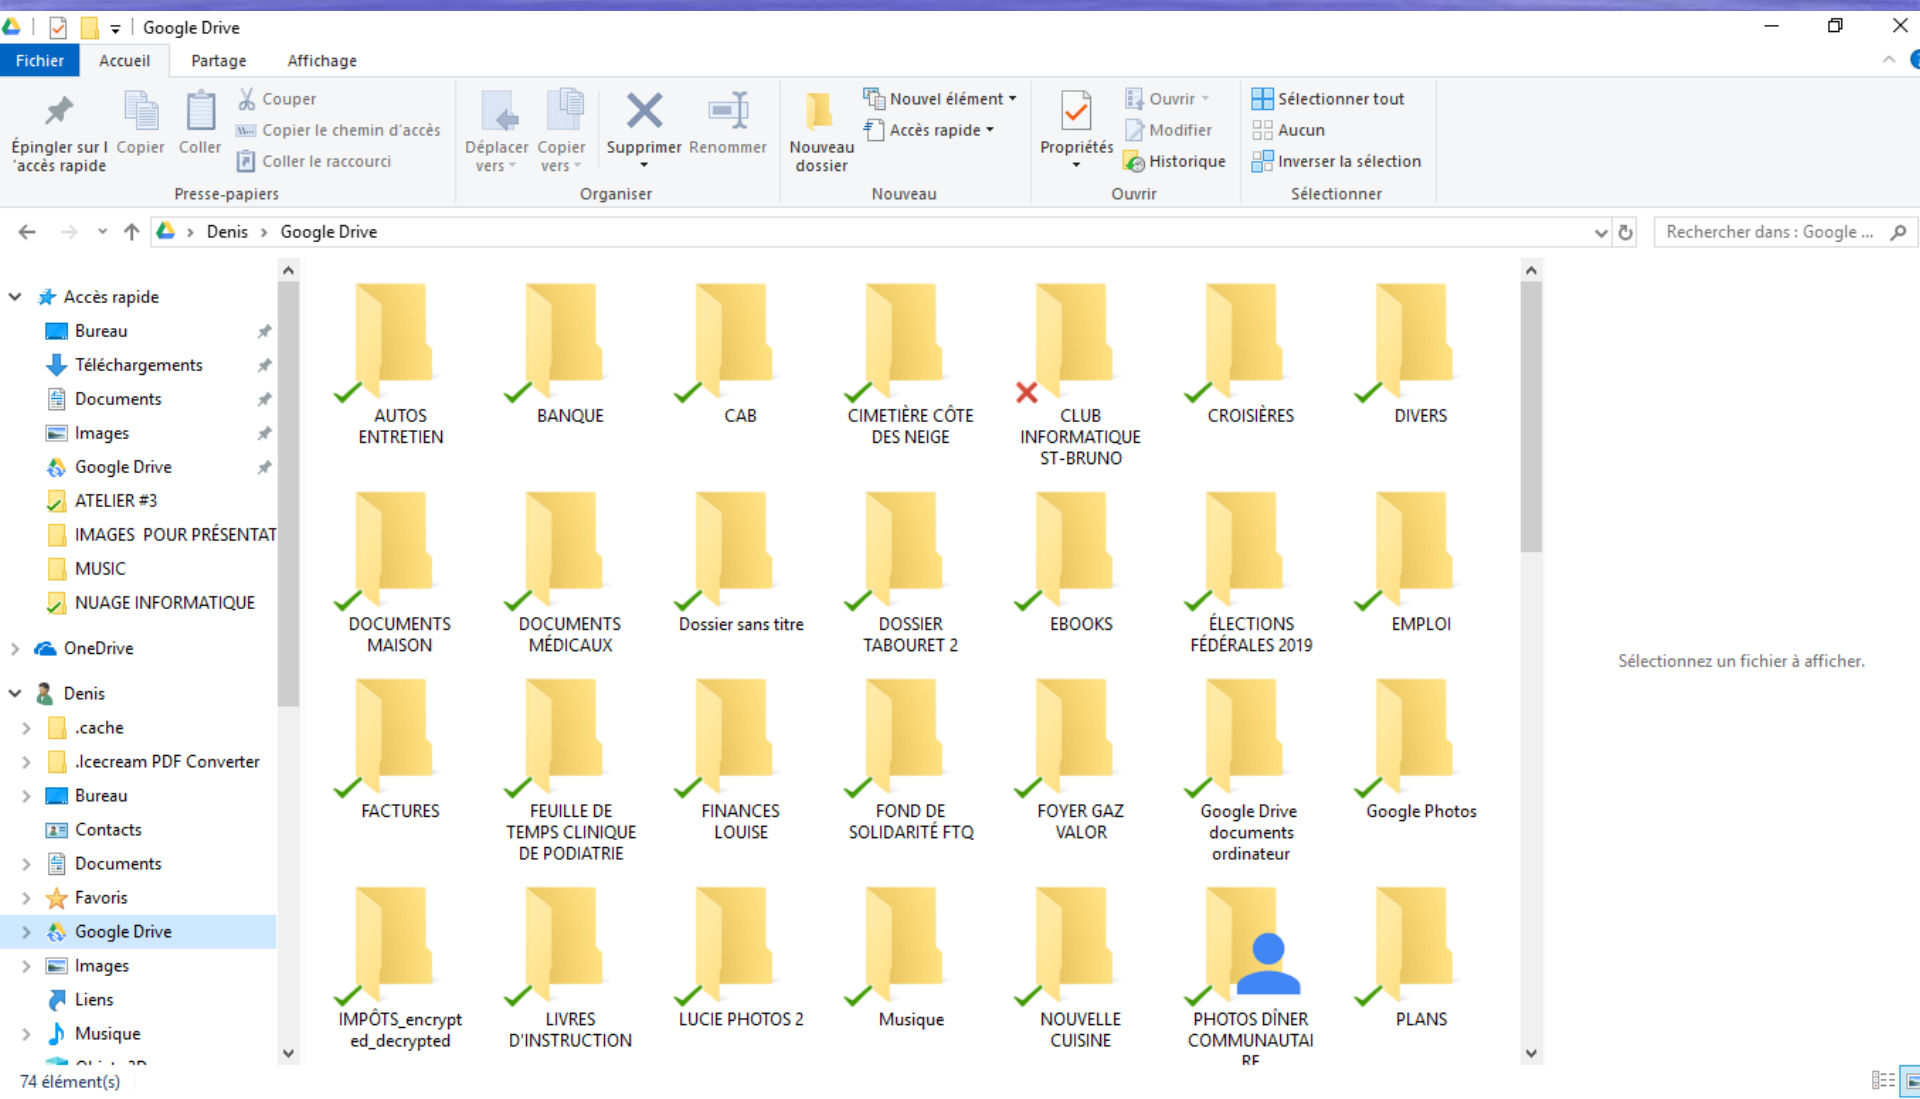 Google Drive
Fichier
Accueil
Partage
Affichage
Épingler sur l
'accès rapide
Copier
Coller
Couper
Copier le chemin d'accès
Coller le raccourci
Presse-papiers
Déplacer
vers
Copier
vers
Supprimer
Renommer
Organiser
Nouveau
dossier
Nouvel élément
Accès rapide
Nouveau
Propriétés
Ouvrir
Modifier
Historique
Ouvrir
Sélectionner tout
Aucun
Inverser la sélection
Sélectionner
Denis > Google Drive
Rechercher dans : Google ...
Accès rapide
Bureau
Téléchargements
Documents
Images
Google Drive
ATELIER #3
IMAGES POUR PRÉSENTAT
MUSIC
NUAGE INFORMATIQUE
OneDrive
Denis
.cache
.Icecream PDF Converter
Bureau
Contacts
Documents
Favoris
Google Drive
Images
Liens
Musique
AUTOS
ENTRETIEN
BANQUE
CAB
CIMETIÈRE CÔTE
DES NEIGE
CLUB
INFORMATIQUE
ST-BRUNO
CROISIÈRES
DIVERS
DOCUMENTS
MAISON
DOCUMENTS
MÉDICAUX
Dossier sans titre
DOSSIER
TABOURET 2
EBOOKS
ÉLECTIONS
FÉDÉRALES 2019
EMPLOI
FACTURES
FEUILLE DE
TEMPS CLINIQUE
DE PODIATRIE
FINANCES
LOUISE
FOND DE
SOLIDARITÉ FTQ
FOYER GAZ
VALOR
Google Drive
documents
ordinateur
Google Photos
IMPÔTS_encrypt
ed_decrypted
LIVRES
D'INSTRUCTION
LUCIE PHOTOS 2
Musique
NOUVELLE
CUISINE
PHOTOS DÎNER
COMMUNAUTAI
RE
PLANS
Sélectionnez un fichier à afficher.
74 élément(s)